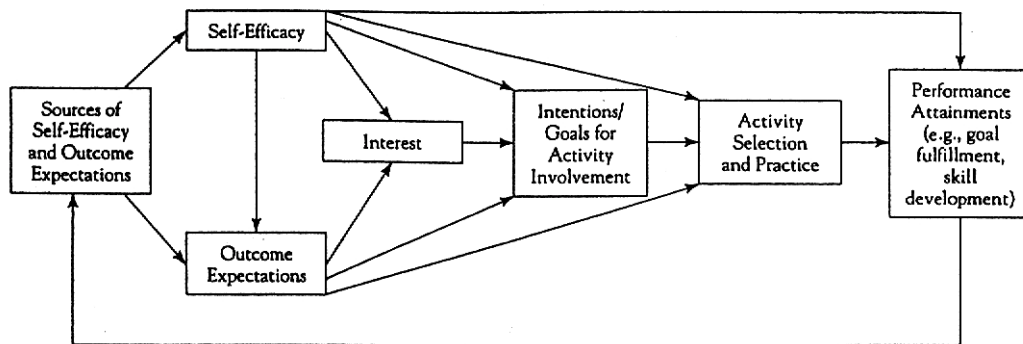 Self-Efficacy
Sources of
Self-Efficacy
and Outcome
Expectations
Interest
Outcome
Expectations
Intentions/
Goals for
Activity
Involvement
Activity
Selection
and Practice
Performance
Attainments
(e.g., goal
fulfillment,
skill
development)